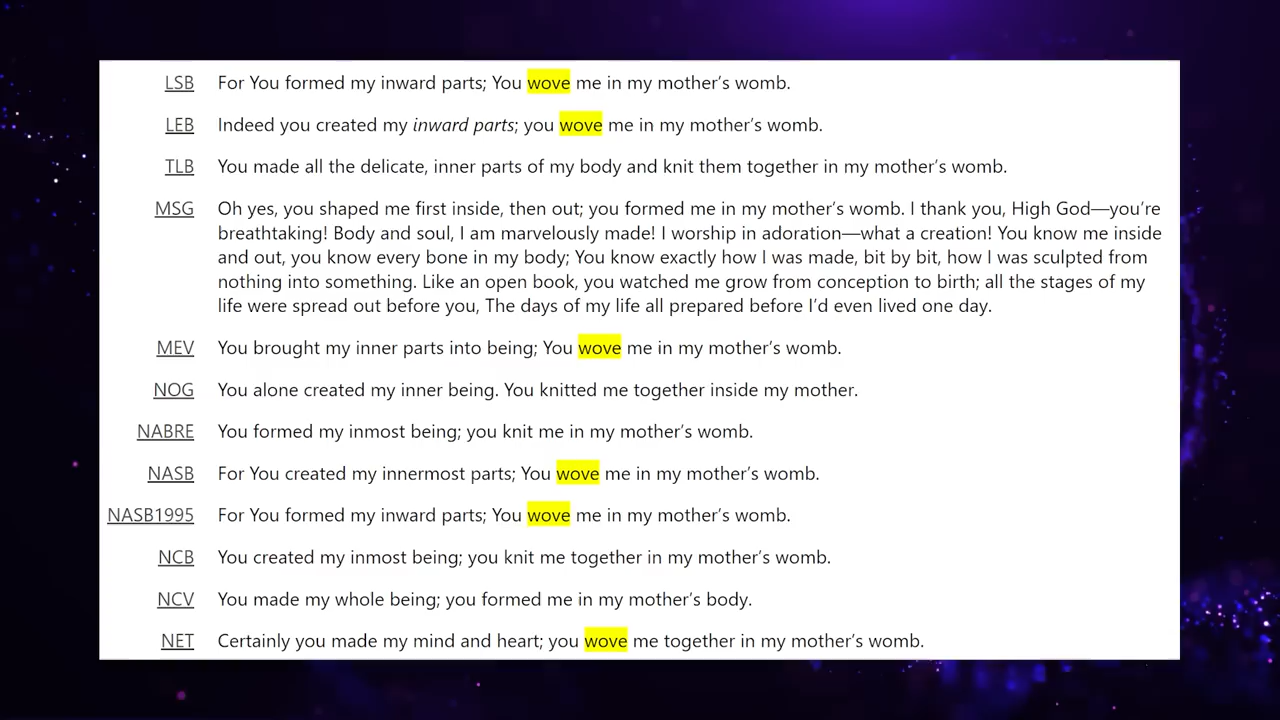 LSB For You formed my inward parts; You wove me in my mother’s womb.
LEB Indeed you created my inward parts; you wove me in my mother’s womb.
TLB You made all the delicate, inner parts of my body and knit them together in my mother’s womb.
MSG Oh yes, you shaped me first inside, then out; you formed me in my mother’s womb. I thank you, High God—you’re
breathtaking! Body and soul, I am marvelously made! I worship in adoration—what a creation! You know me inside
and out, you know every bone in my body; You know exactly how I was made, bit by bit, how I was sculpted from
nothing into something. Like an open book, you watched me grow from conception to birth; all the stages of my
life were spread out before you, The days of my life all prepared before I’d even lived one day.
MEV You brought my inner parts into being; You wove me in my mother’s womb.
NOG You alone created my inner being. You knitted me together inside my mother.
NABRE You formed my inmost being; you knit me in my mother’s womb.
NASB For You created my innermost parts; You wove me in my mother’s womb.
NASB1995 For You formed my inward parts; You wove me in my mother’s womb.
NCB You created my inmost being; you knit me together in my mother’s womb.
NCV You made my whole being; you formed me in my mother’s body.
NET Certainly you made my mind and heart; you wove me together in my mother’s womb.